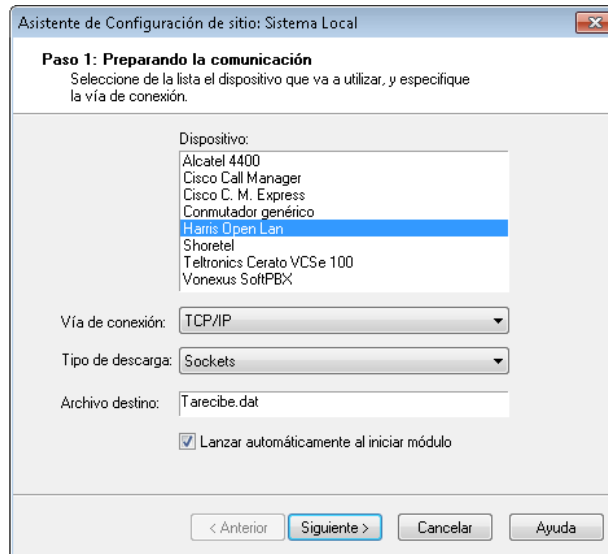 Asistente de Configuración de sitio: Sistema Local
Paso 1: Preparando la comunicación
Seleccione de la lista el dispositivo que va a utilizar, y especifique
la vía de conexión.
Dispositivo:
Alcatel 4400
Cisco Call Manager
Cisco C. M. Express
Conmutador genérico
Harris Open Lan
Shoretel
Teltronics Cerato VCSe 100
Vonexus SoftPBX
Vía de conexión: TCP/IP
Tipo de descarga: Sockets
Archivo destino: Tarecibe.dat
Lanzar automáticamente al iniciar módulo
< Anterior Siguiente > Cancelar Ayuda